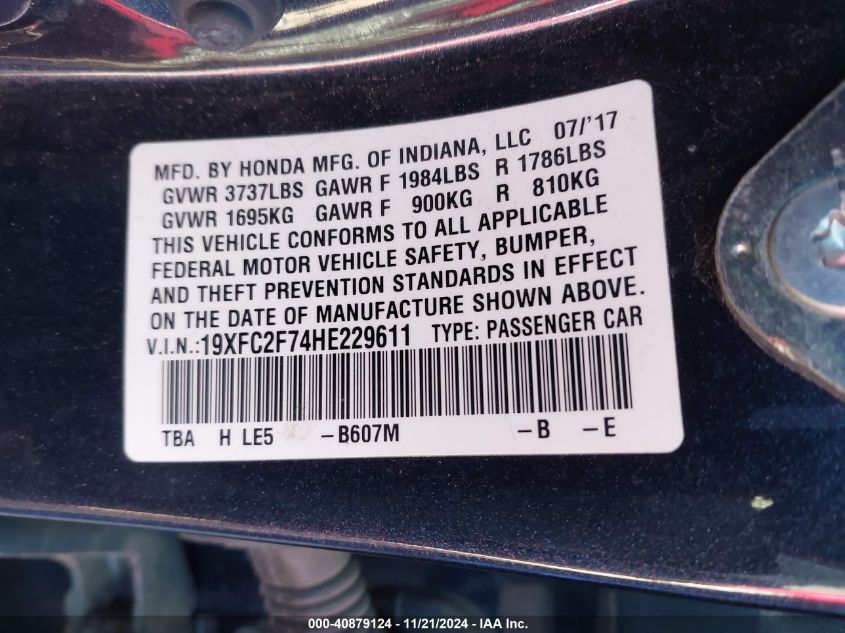 MFD. BY HONDA MFG. OF INDIANA, LLC 07/'17
GVWR 3737LBS GAWR F 1984LBS R 1786LBS
GVWR 1695KG GAWR F 900KG R 810KG
THIS VEHICLE CONFORMS TO ALL APPLICABLE
FEDERAL MOTOR VEHICLE SAFETY, BUMPER,
AND THEFT PREVENTION STANDARDS IN EFFECT
ON THE DATE OF MANUFACTURE SHOWN ABOVE.
V.I.N.:19XFC2F74HE229611 TYPE: PASSENGER CAR
TBA H LE5 -B607M -B -E
000-40879124 — 11/21/2024 — IAA Inc.